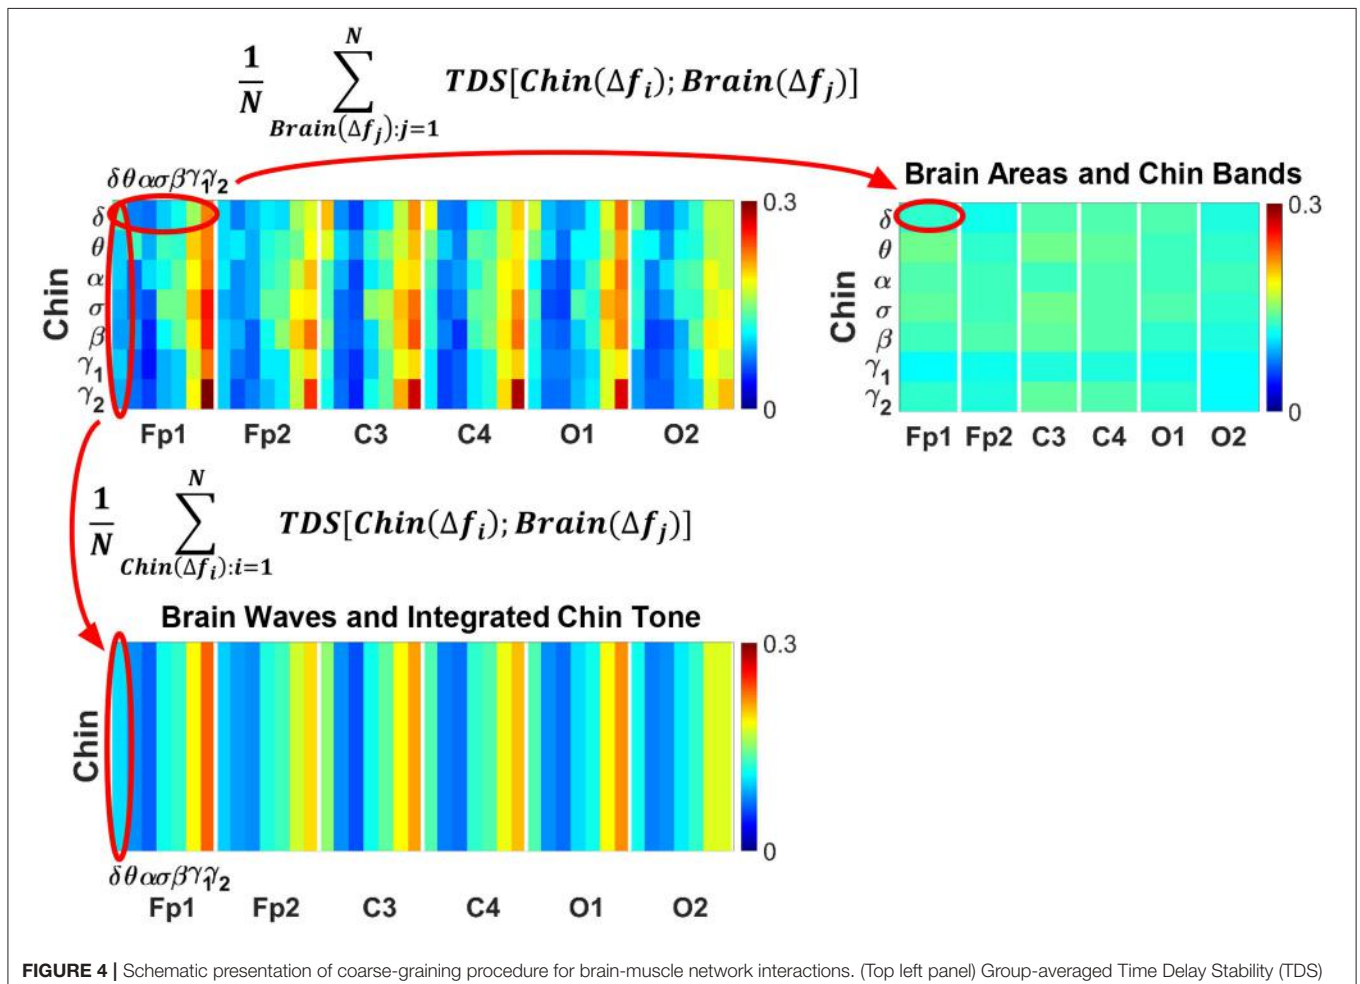 1/N ∑ N Brain(Δf_j):j=1 TDS[Chin(Δf_i);Brain(Δf_j)]
δθασβγ1γ2
Brain Areas and Chin Bands
Chin
δ
θ
α
σ
β
γ1
γ2
0.3
0
Fp1 Fp2 C3 C4 O1 O2
Chin
δ
θ
α
σ
β
γ1
γ2
0.3
0
Fp1 Fp2 C3 C4 O1 O2
1/N ∑ N Chin(Δf_i):i=1 TDS[Chin(Δf_i);Brain(Δf_j)]
Brain Waves and Integrated Chin Tone
Chin
0.3
0
δθασβγ1γ2
Fp1 Fp2 C3 C4 O1 O2
FIGURE 4 | Schematic presentation of coarse-graining procedure for brain-muscle network interactions. (Top left panel) Group-averaged Time Delay Stability (TDS)